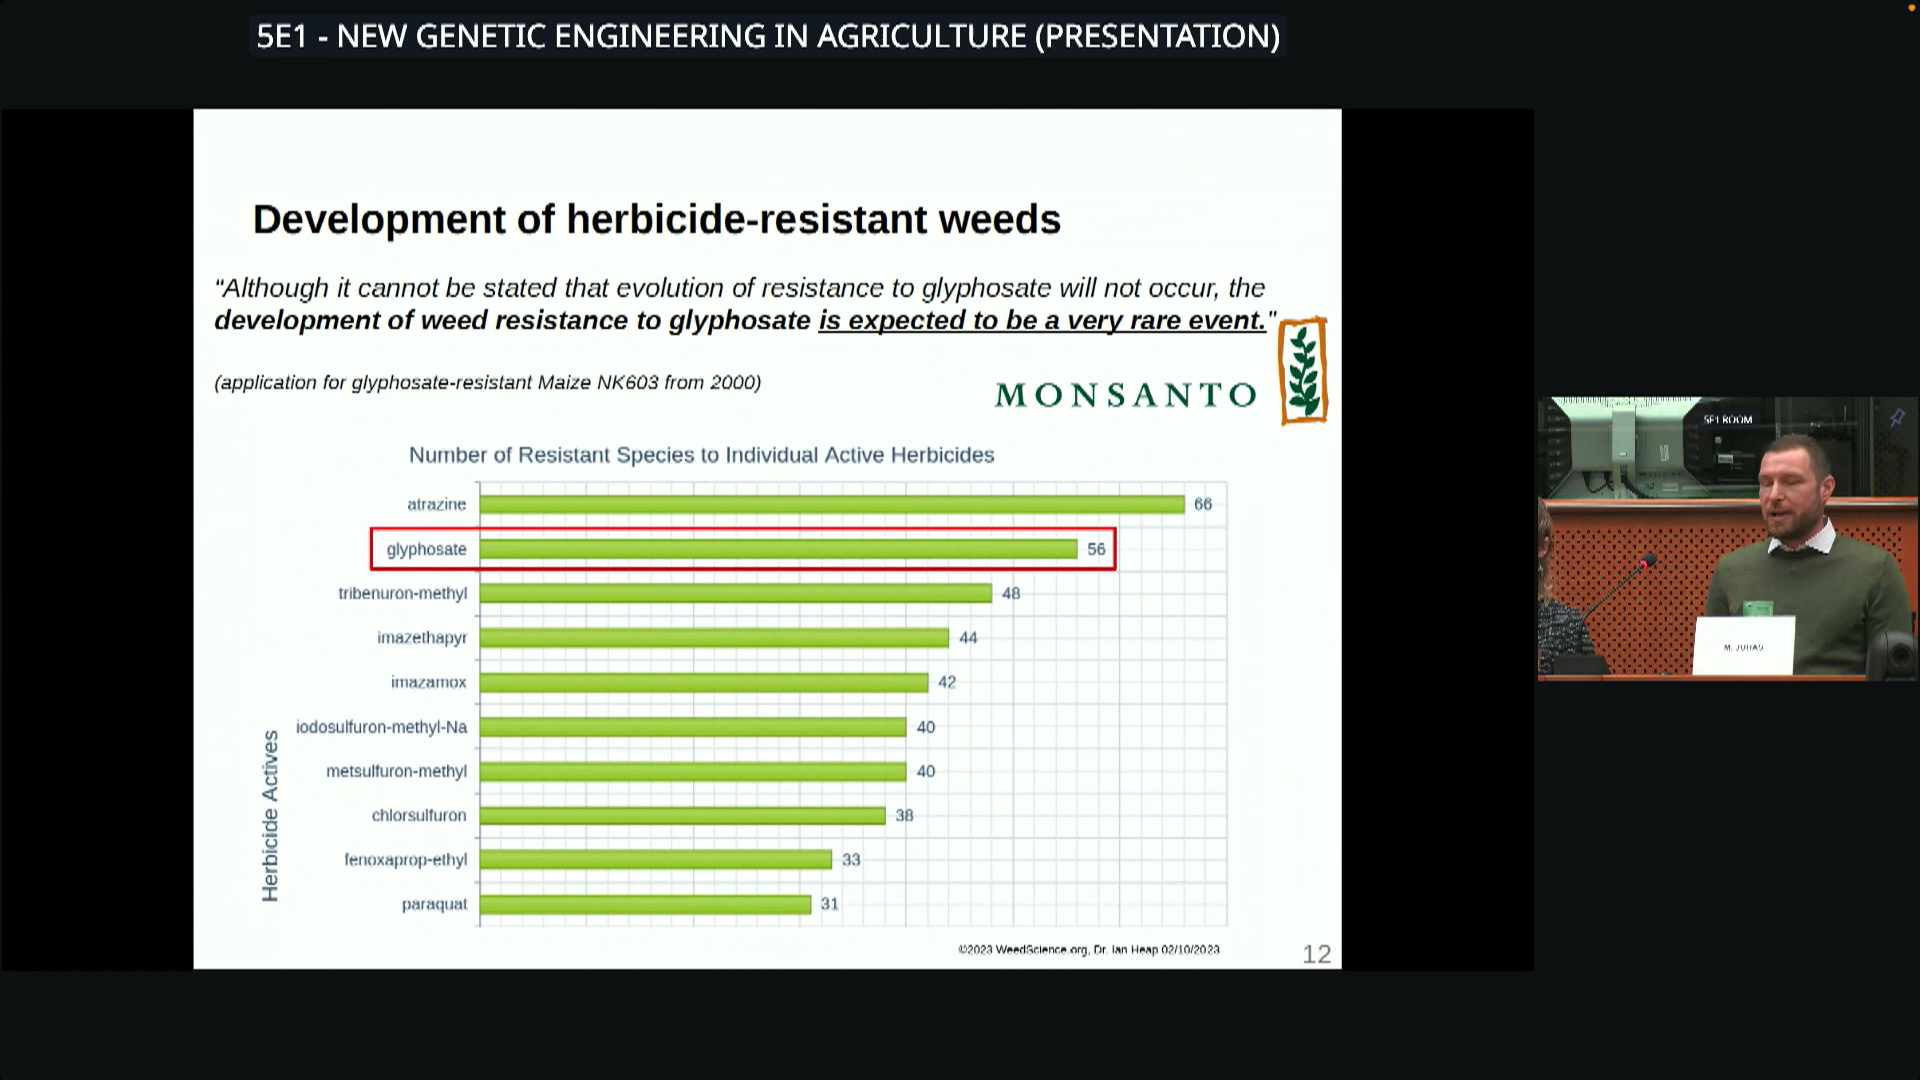 5E1 - NEW GENETIC ENGINEERING IN AGRICULTURE (PRESENTATION)
Development of herbicide-resistant weeds
“Although it cannot be stated that evolution of resistance to glyphosate will not occur, the
development of weed resistance to glyphosate is expected to be a very rare event."
(application for glyphosate-resistant Maize NK603 from 2000)
MONSANTO
Number of Resistant Species to Individual Active Herbicides
Herbicide Actives
atrazine 66
glyphosate 56
tribenuron-methyl 48
imazethapyr 44
imazamox 42
iodosulfuron-methyl-Na 40
metsulfuron-methyl 40
chlorsulfuron 38
fenoxaprop-ethyl 33
paraquat 31
©2023 WeedScience.org, Dr. Ian Heap 02/10/2023
12
5E1 ROOM
M.